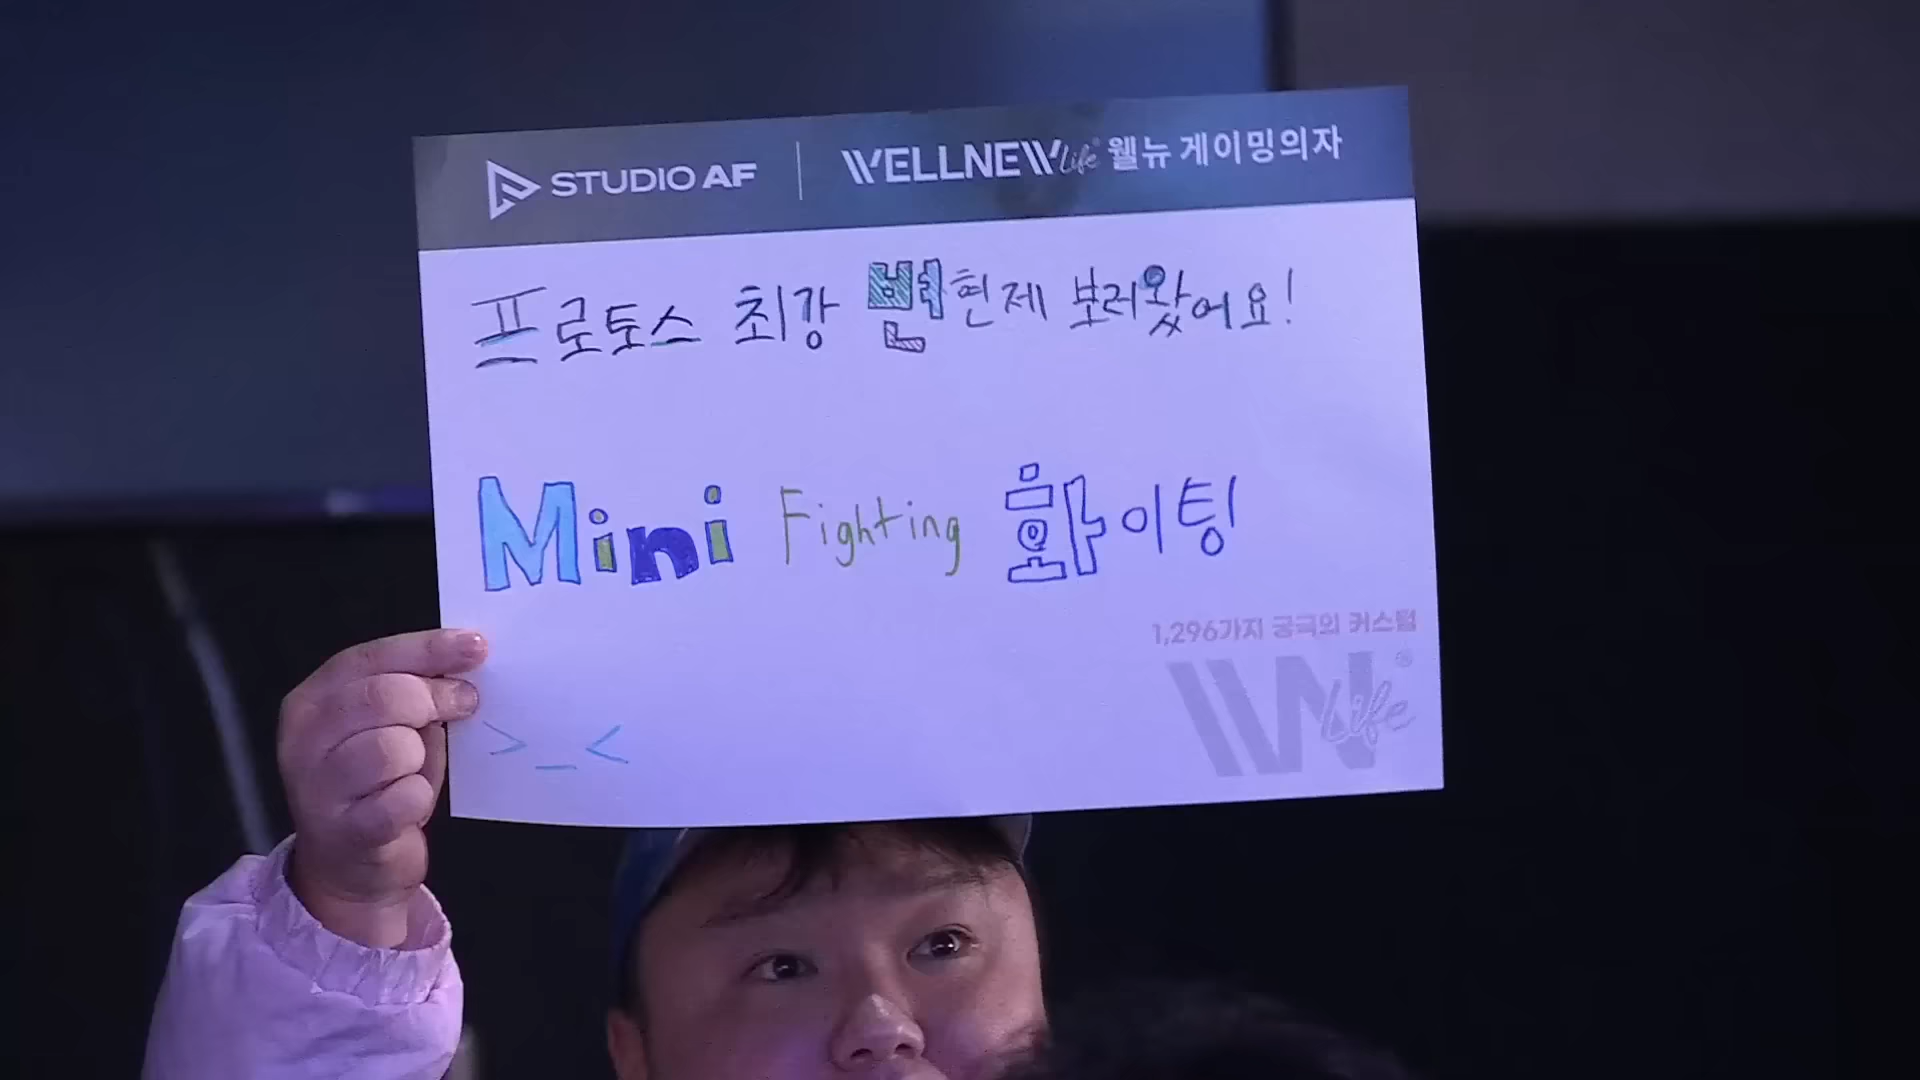 STUDIO AF | WELLNEW Life 웰뉴 게이밍의자
프로토스 최강 변현제 보러왔어요!
Mini Fighting 화이팅
1,296가지 궁극의 커스텀
WN Life
>_<